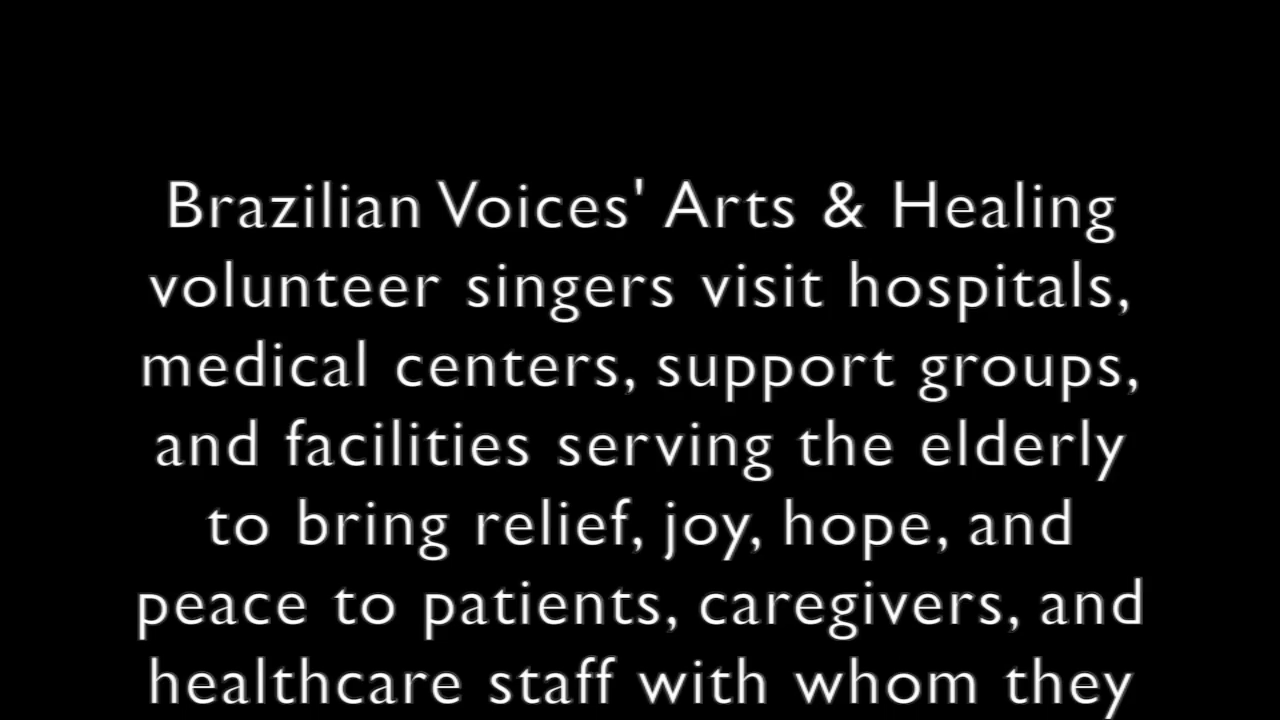 Brazilian Voices' Arts & Healing
volunteer singers visit hospitals,
medical centers, support groups,
and facilities serving the elderly
to bring relief, joy, hope, and
peace to patients, caregivers, and
healthcare staff with whom they